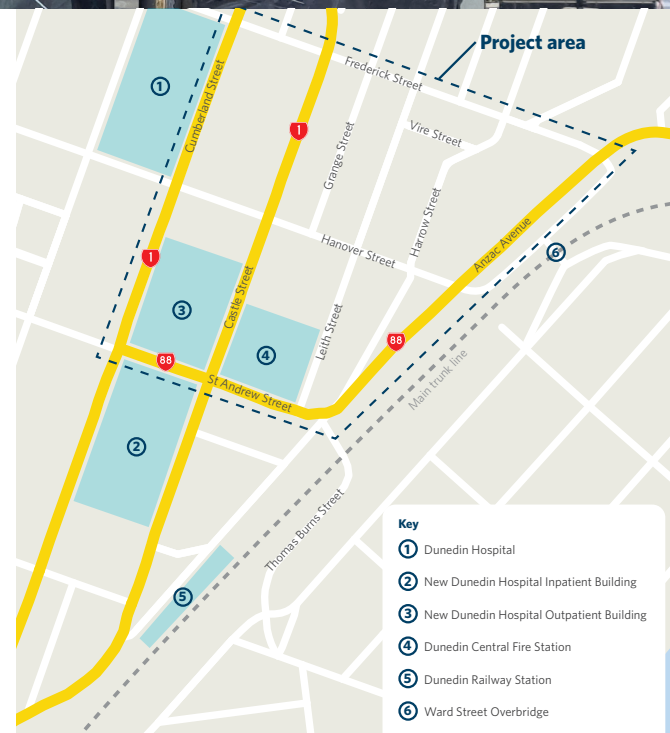 Project area
Frederick Street
1
Cumberland Street
1
Vire Street
Grange Street
Harrow Street
Hanover Street
Anzac Avenue
6
1
3
Castle Street
4
Leith Street
88
88
Main trunk line
St Andrew Street
2
Thomas Burns Street
5
Key
1 Dunedin Hospital
2 New Dunedin Hospital Inpatient Building
3 New Dunedin Hospital Outpatient Building
4 Dunedin Central Fire Station
5 Dunedin Railway Station
6 Ward Street Overbridge